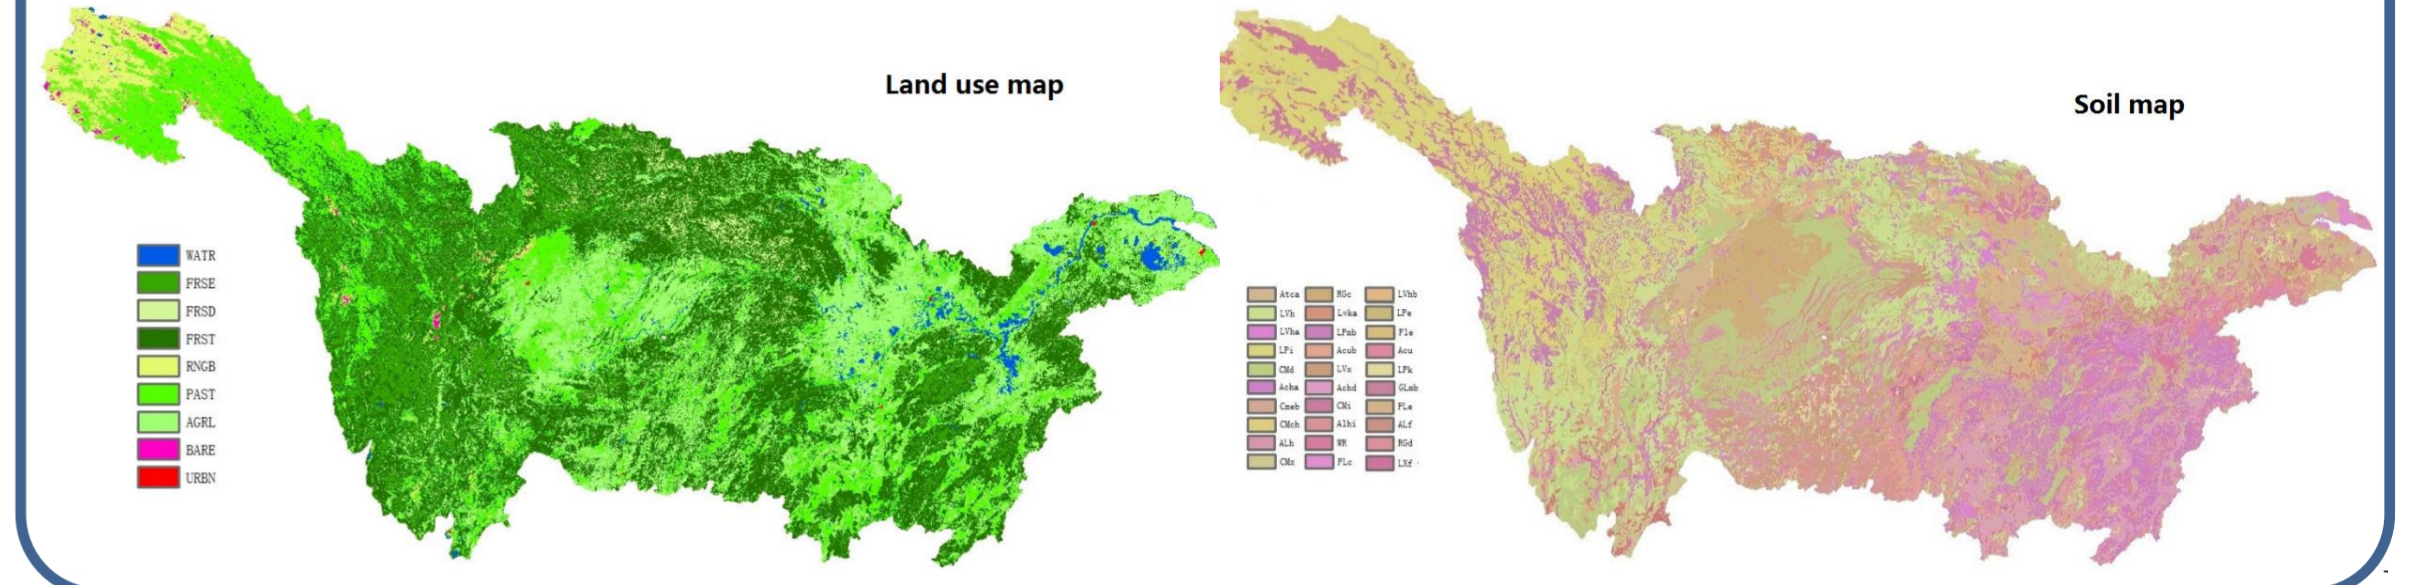 Land use map
WATR
FRSE
FRSD
FRST
RNGB
PAST
AGRL
BARE
URBN
Soil map
Atca RGc LVhb
LVh Lvka LPe
LVha LPmb Fle
LPi Acub Acu
CMd LVx LPk
Acha Achd GLmb
Cmeb CMi PLe
CMch Alhi ALf
ALh WR RGd
CMx FLc LXf